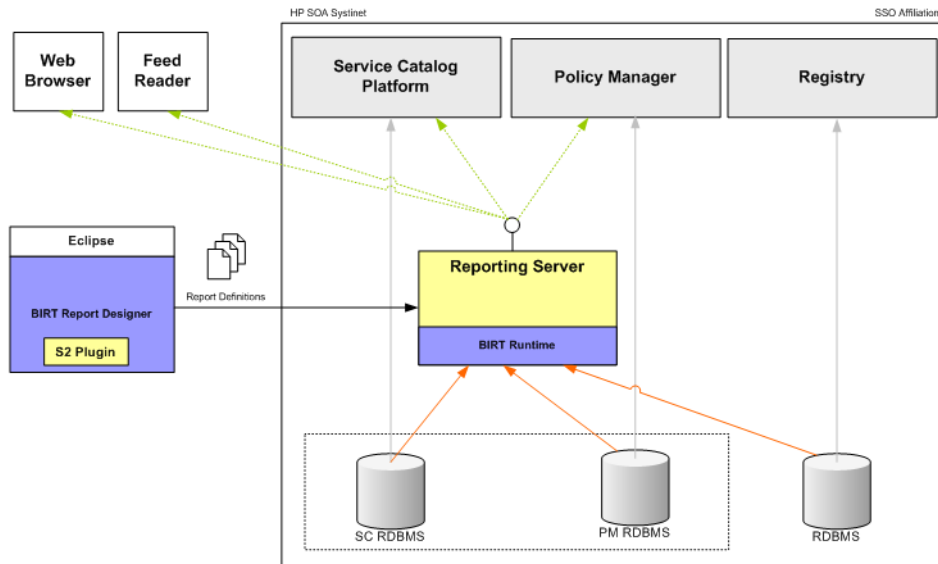 HP SOA Systinet
SSO Affiliation
Web
Browser
Feed
Reader
Service Catalog
Platform
Policy Manager
Registry
Eclipse
BIRT Report Designer
S2 Plugin
Report Definitions
Reporting Server
BIRT Runtime
SC RDBMS
PM RDBMS
RDBMS